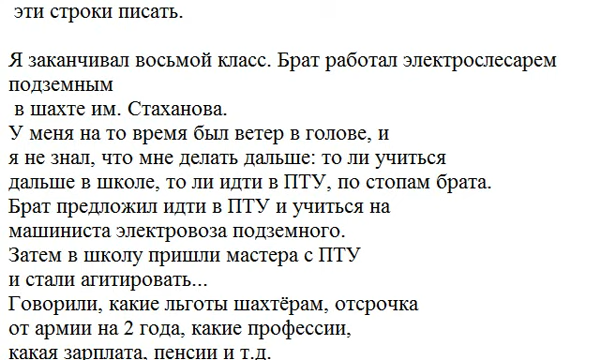 эти строки писать.
Я заканчивал восьмой класс. Брат работал электрослесарем
подземным
в шахте им. Стаханова.
У меня на то время был ветер в голове, и
я не знал, что мне делать дальше: то ли учиться
дальше в школе, то ли идти в ПТУ, по стопам брата.
Брат предложил идти в ПТУ и учиться на
машиниста электровоза подземного.
Затем в школу пришли мастера с ПТУ
и стали агитировать...
Говорили, какие льготы шахтёрам, отсрочка
от армии на 2 года, какие профессии,
какая зарплата, пенсии и т.д.